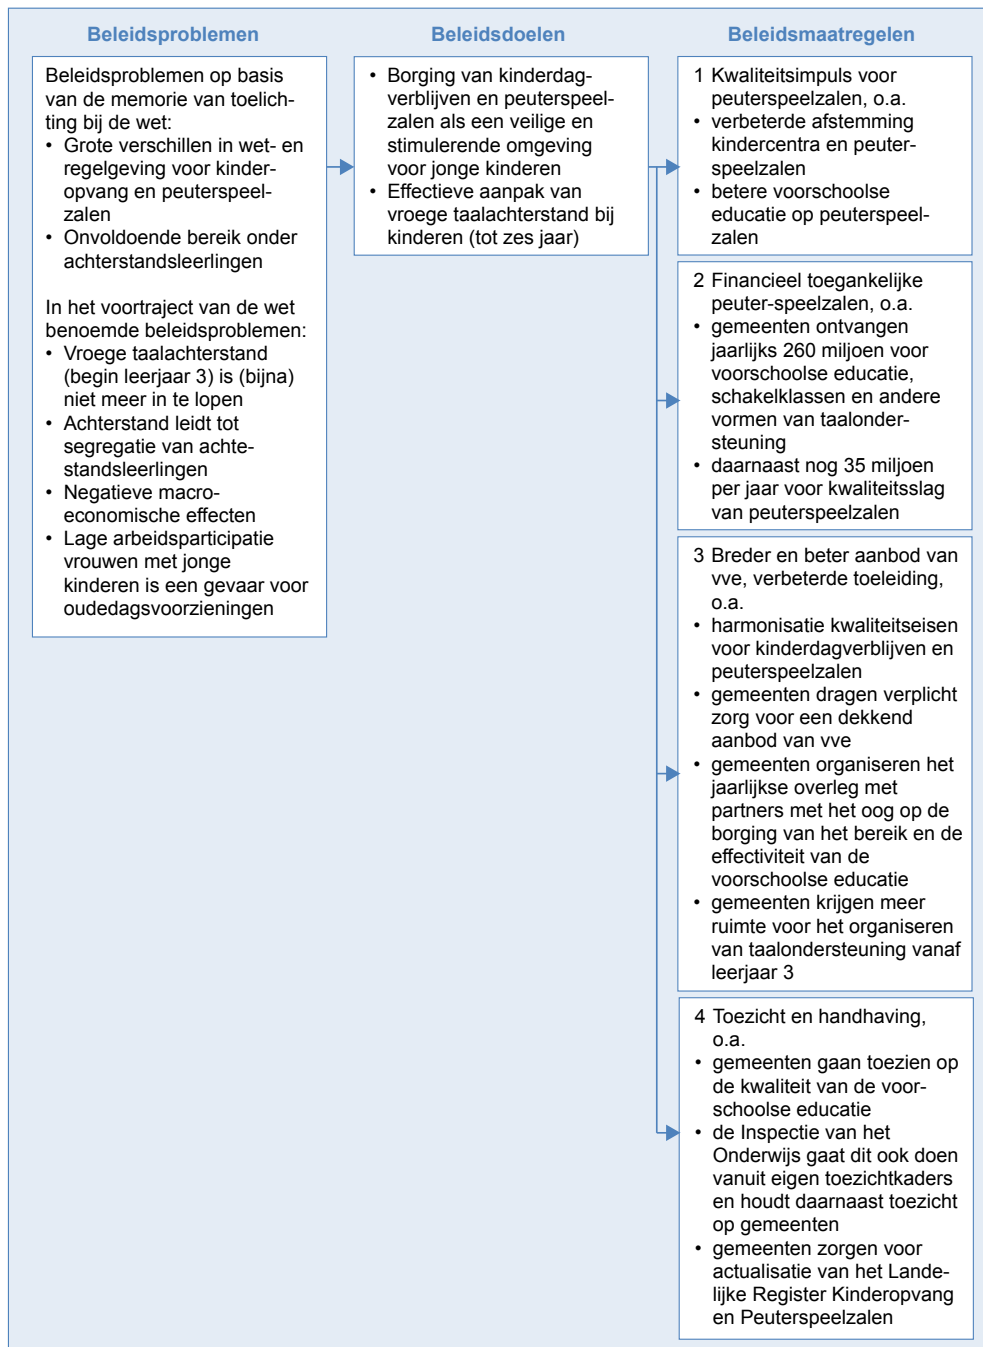 Beleidsproblemen
Beleidsproblemen op basis
van de memorie van toelich-
ting bij de wet:
• Grote verschillen in wet- en
regelgeving voor kinder-
opvang en peuterspeel-
zalen
• Onvoldoende bereik onder
achterstandsleerlingen
In het voortraject van de wet
benoemde beleidsproblemen:
• Vroege taalachterstand
(begin leerjaar 3) is (bijna)
niet meer in te lopen
• Achterstand leidt tot
segregatie van achte-
standsleerlingen
• Negatieve macro-
economische effecten
• Lage arbeidsparticipatie
vrouwen met jonge
kinderen is een gevaar voor
oudedagsvoorzieningen
Beleidsdoelen
• Borging van kinderdag-
verblijven en peuterspeel-
zalen als een veilige en
stimulerende omgeving
voor jonge kinderen
• Effectieve aanpak van
vroege taalachterstand bij
kinderen (tot zes jaar)
Beleidsmaatregelen
1 Kwaliteitsimpuls voor
peuterspeelzalen, o.a.
• verbeterde afstemming
kindercentra en peuter-
speelzalen
• betere voorschoolse
educatie op peuterspeel-
zalen
2 Financieel toegankelijke
peuter-speelzalen, o.a.
• gemeenten ontvangen
jaarlijks 260 miljoen voor
voorschoolse educatie,
schakelklassen en andere
vormen van taalonder-
steuning
• daarnaast nog 35 miljoen
per jaar voor kwaliteitsslag
van peuterspeelzalen
3 Breder en beter aanbod van
vve, verbeterde toeleiding,
o.a.
• harmonisatie kwaliteitseisen
voor kinderdagverblijven en
peuterspeelzalen
• gemeenten dragen verplicht
zorg voor een dekkend
aanbod van vve
• gemeenten organiseren het
jaarlijkse overleg met
partners met het oog op de
borging van het bereik en de
effectiviteit van de
voorschoolse educatie
• gemeenten krijgen meer
ruimte voor het organiseren
van taalondersteuning vanaf
leerjaar 3
4 Toezicht en handhaving,
o.a.
• gemeenten gaan toezien op
de kwaliteit van de voor-
schoolse educatie
• de Inspectie van het
Onderwijs gaat dit ook doen
vanuit eigen toezichtkaders
en houdt daarnaast toezicht
op gemeenten
• gemeenten zorgen voor
actualisatie van het Lande-
lijke Register Kinderopvang
en Peuterspeelzalen